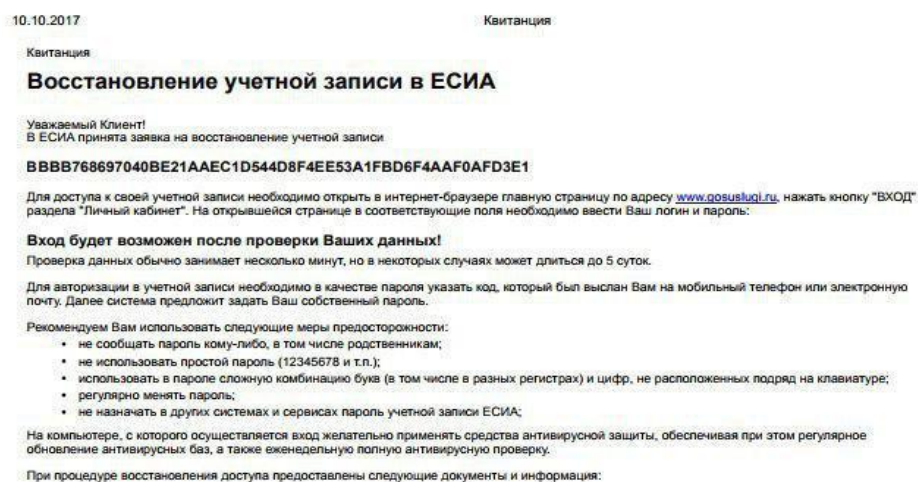 10.10.2017 Квитанция
Квитанция
Восстановление учетной записи в ЕСИА
Уважаемый Клиент!
В ЕСИА принята заявка на восстановление учетной записи
BBBB768697040BE21AAEC1D544D8F4EE53A1FBD6F4AAF0AFD3E1
Для доступа к своей учетной записи необходимо открыть в интернет-браузере главную страницу по адресу www.gosuslugi.ru, нажать кнопку "ВХОД"
раздела "Личный кабинет". На открывшейся странице в соответствующие поля необходимо ввести Ваш логин и пароль:
Вход будет возможен после проверки Ваших данных!
Проверка данных обычно занимает несколько минут, но в некоторых случаях может длиться до 5 суток.
Для авторизации в учетной записи необходимо в качестве пароля указать код, который был выслан Вам на мобильный телефон или электронную
почту. Далее система предложит задать Ваш собственный пароль.
Рекомендуем Вам использовать следующие меры предосторожности:
• не сообщать пароль кому-либо, в том числе родственникам;
• не использовать простой пароль (12345678 и т.п.);
• использовать в пароле сложную комбинацию букв (в том числе в разных регистрах) и цифр, не расположенных подряд на клавиатуре;
• регулярно менять пароль;
• не назначать в других системах и сервисах пароль учетной записи ЕСИА;
На компьютере, с которого осуществляется вход желательно применять средства антивирусной защиты, обеспечивая при этом регулярное
обновление антивирусных баз, а также еженедельную полную антивирусную проверку.
При процедуре восстановления доступа предоставлены следующие документы и информация: